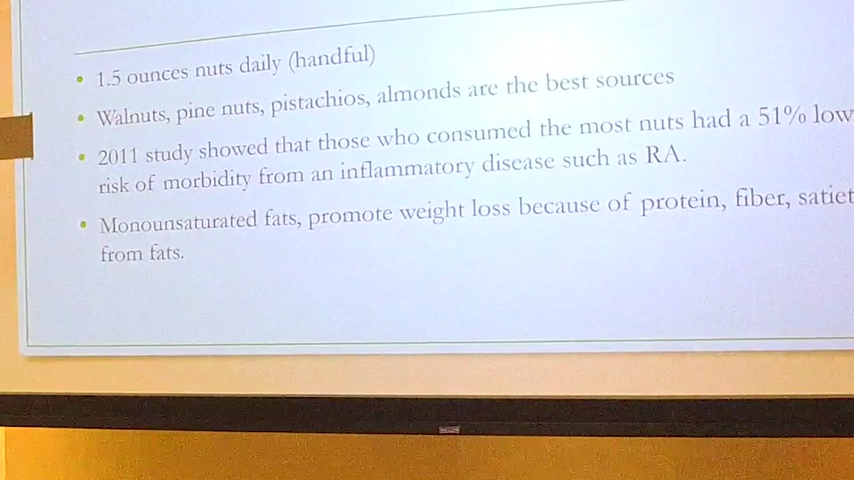 • 1.5 ounces nuts daily (handful)
• Walnuts, pine nuts, pistachios, almonds are the best sources
• 2011 study showed that those who consumed the most nuts had a 51% low
risk of morbidity from an inflammatory disease such as RA.
• Monounsaturated fats, promote weight loss because of protein, fiber, satiet
from fats.